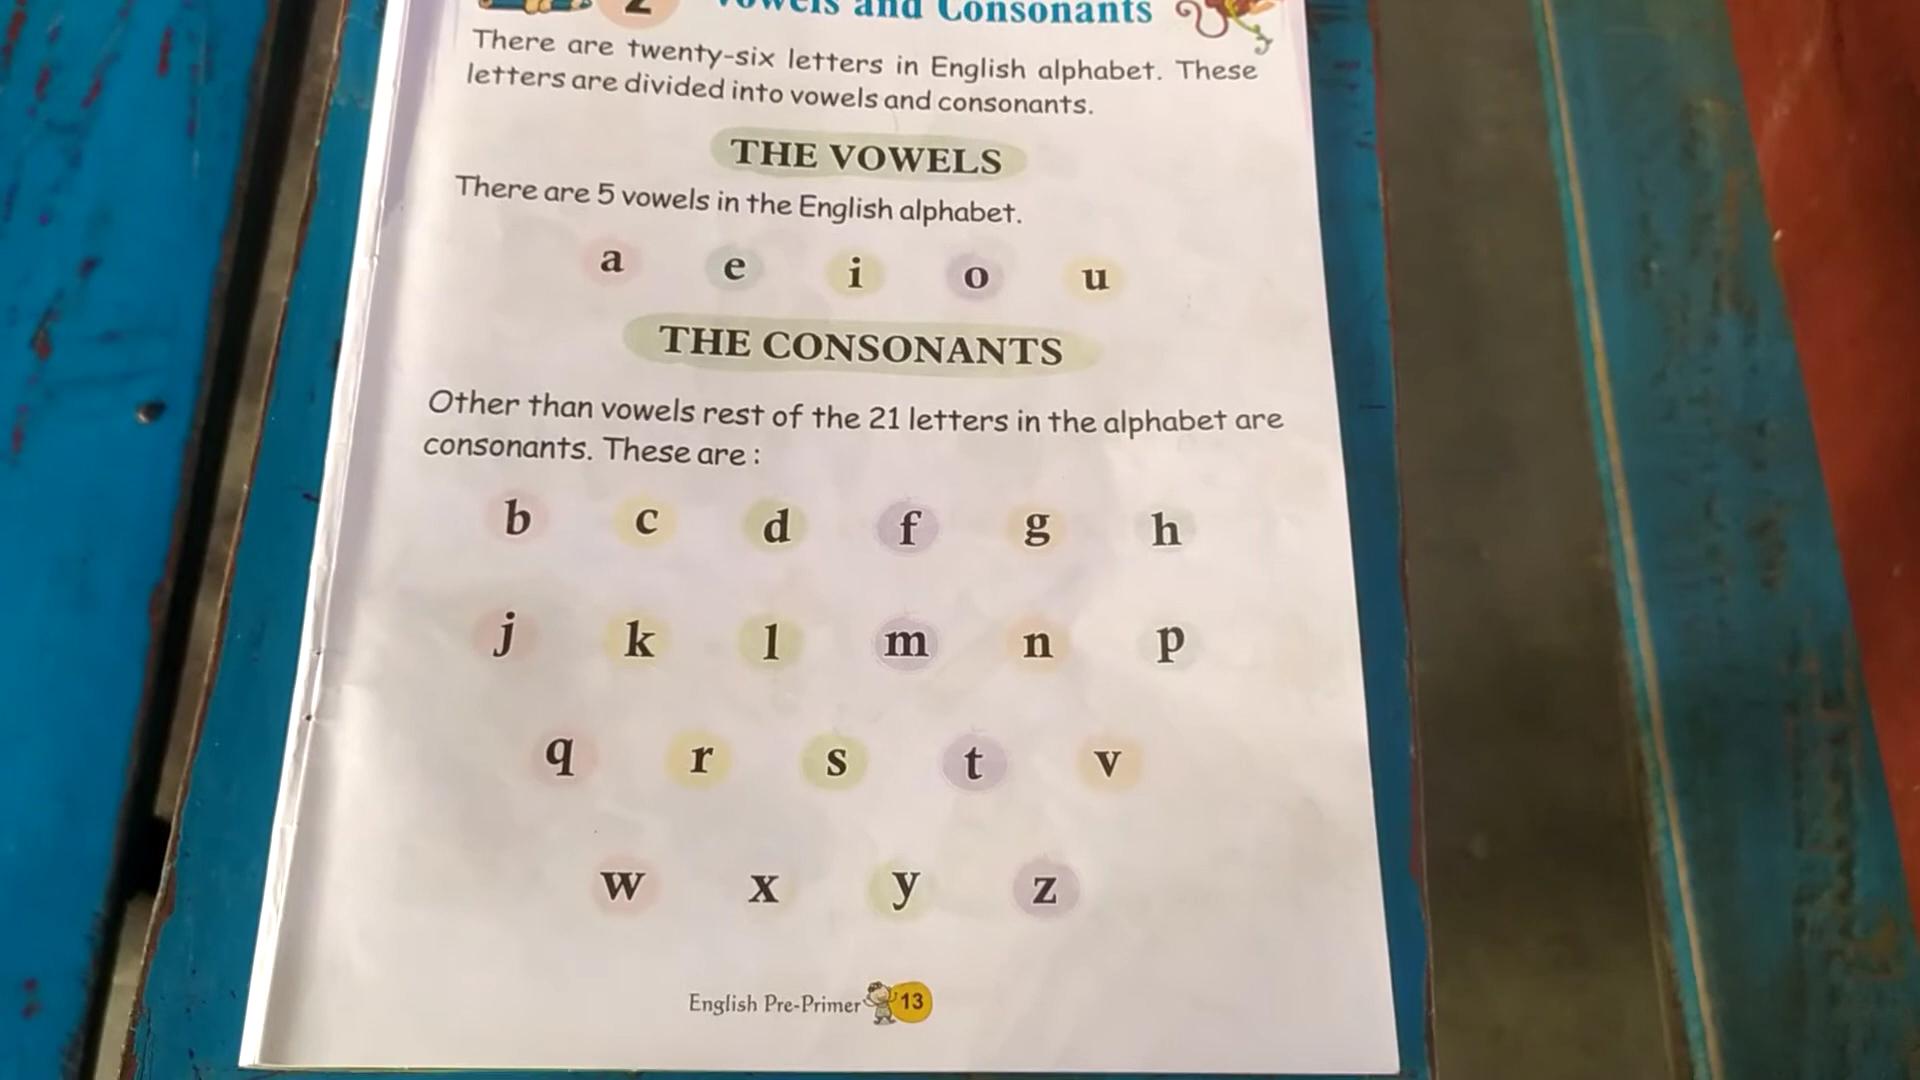 2 Vowels and Consonants
There are twenty-six letters in English alphabet. These
letters are divided into vowels and consonants.
THE VOWELS
There are 5 vowels in the English alphabet.
a e i o u
THE CONSONANTS
Other than vowels rest of the 21 letters in the alphabet are
consonants. These are :
b c d f g h
j k l m n p
q r s t v
w x y z
English Pre-Primer 13